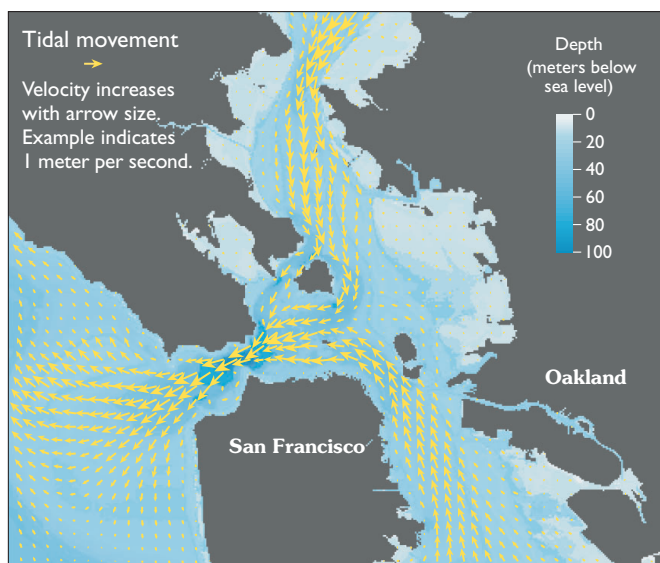 Tidal movement
Velocity increases
with arrow size.
Example indicates
1 meter per second.
Depth
(meters below
sea level)
0
20
40
60
80
100
Oakland
San Francisco